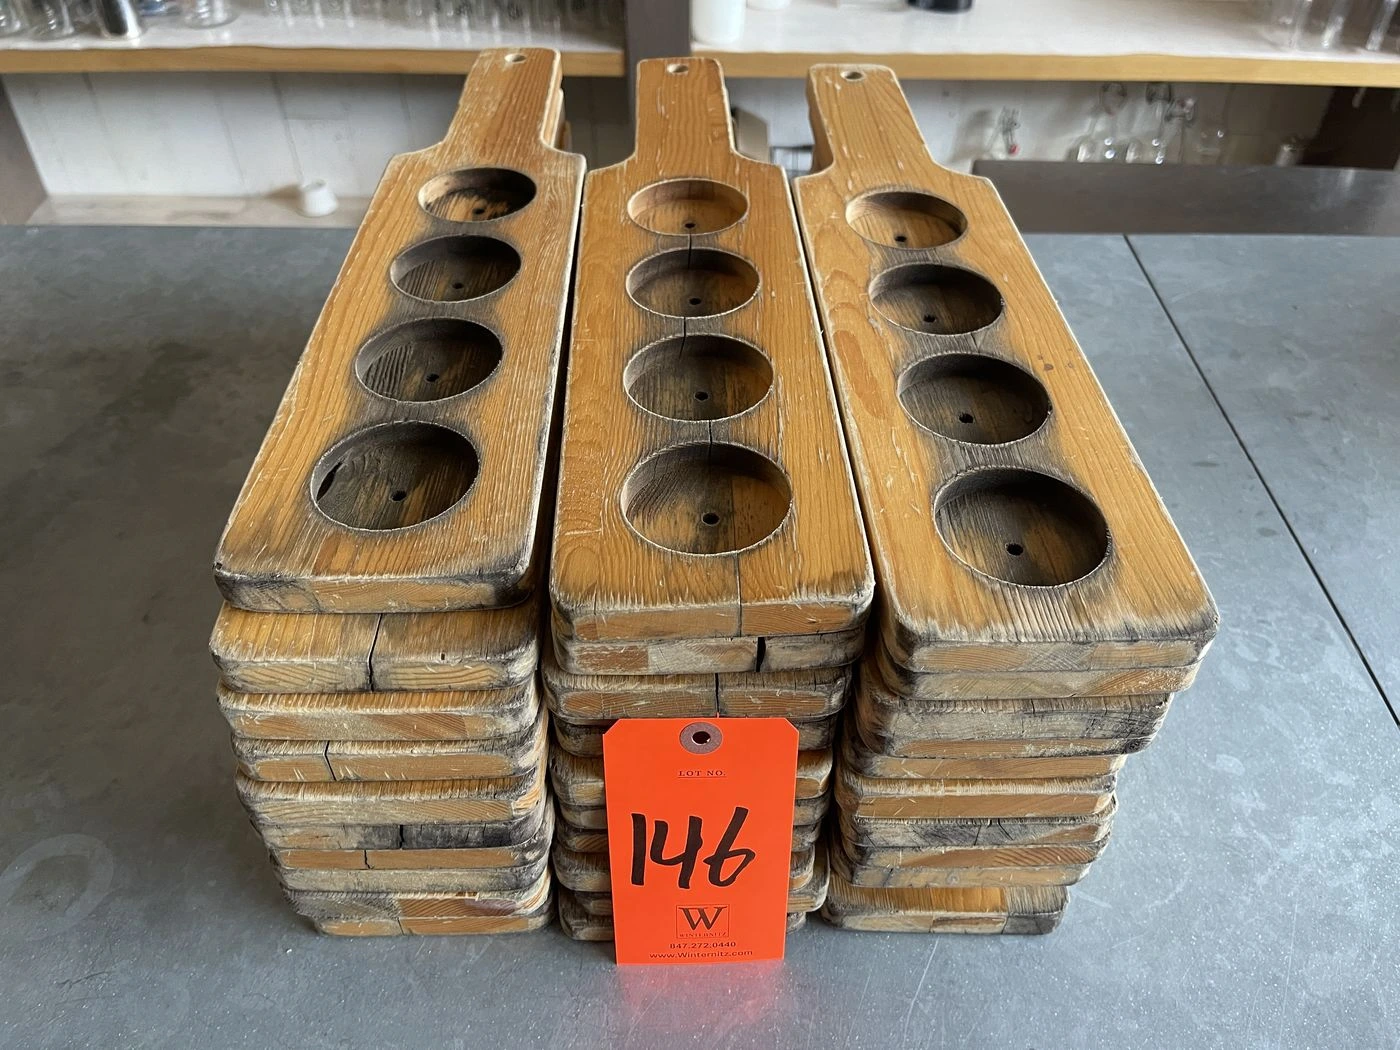 LOT NO.
146
W
WINTERNITZ
847.272.0440
www.Winternitz.com